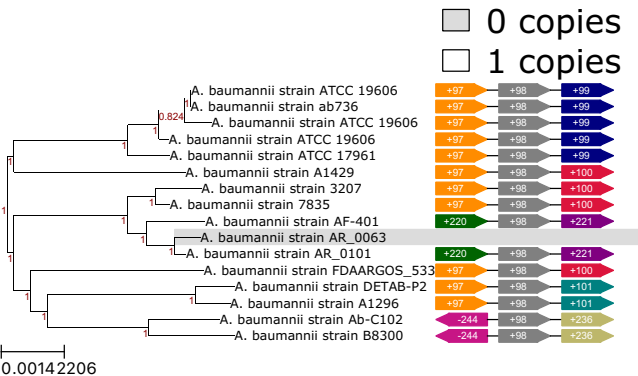 0 copies
1 copies
A. baumannii strain ATCC 19606 +97 +98 +99
1
A. baumannii strain ab736 +97 +98 +99
0.824
A. baumannii strain ATCC 19606 +97 +98 +99
A. baumannii strain ATCC 19606 +97 +98 +99
1
1
A. baumannii strain ATCC 17961 +97 +98 +99
1
A. baumannii strain A1429 +97 +98 +100
A. baumannii strain 3207 +97 +98 +100
1
A. baumannii strain 7835 +97 +98 +100
1
A. baumannii strain AF-401 +220 +98 +221
1
A. baumannii strain AR_0063
1
A. baumannii strain AR_0101 +220 +98 +221
1
A. baumannii strain FDAARGOS_533 +97 +98 +100
1
A. baumannii strain DETAB-P2 +97 +98 +101
1
1
A. baumannii strain A1296 +97 +98 +101
A. baumannii strain Ab-C102 -244 +98 +236
1
A. baumannii strain B8300 -244 +98 +236
0.00142206